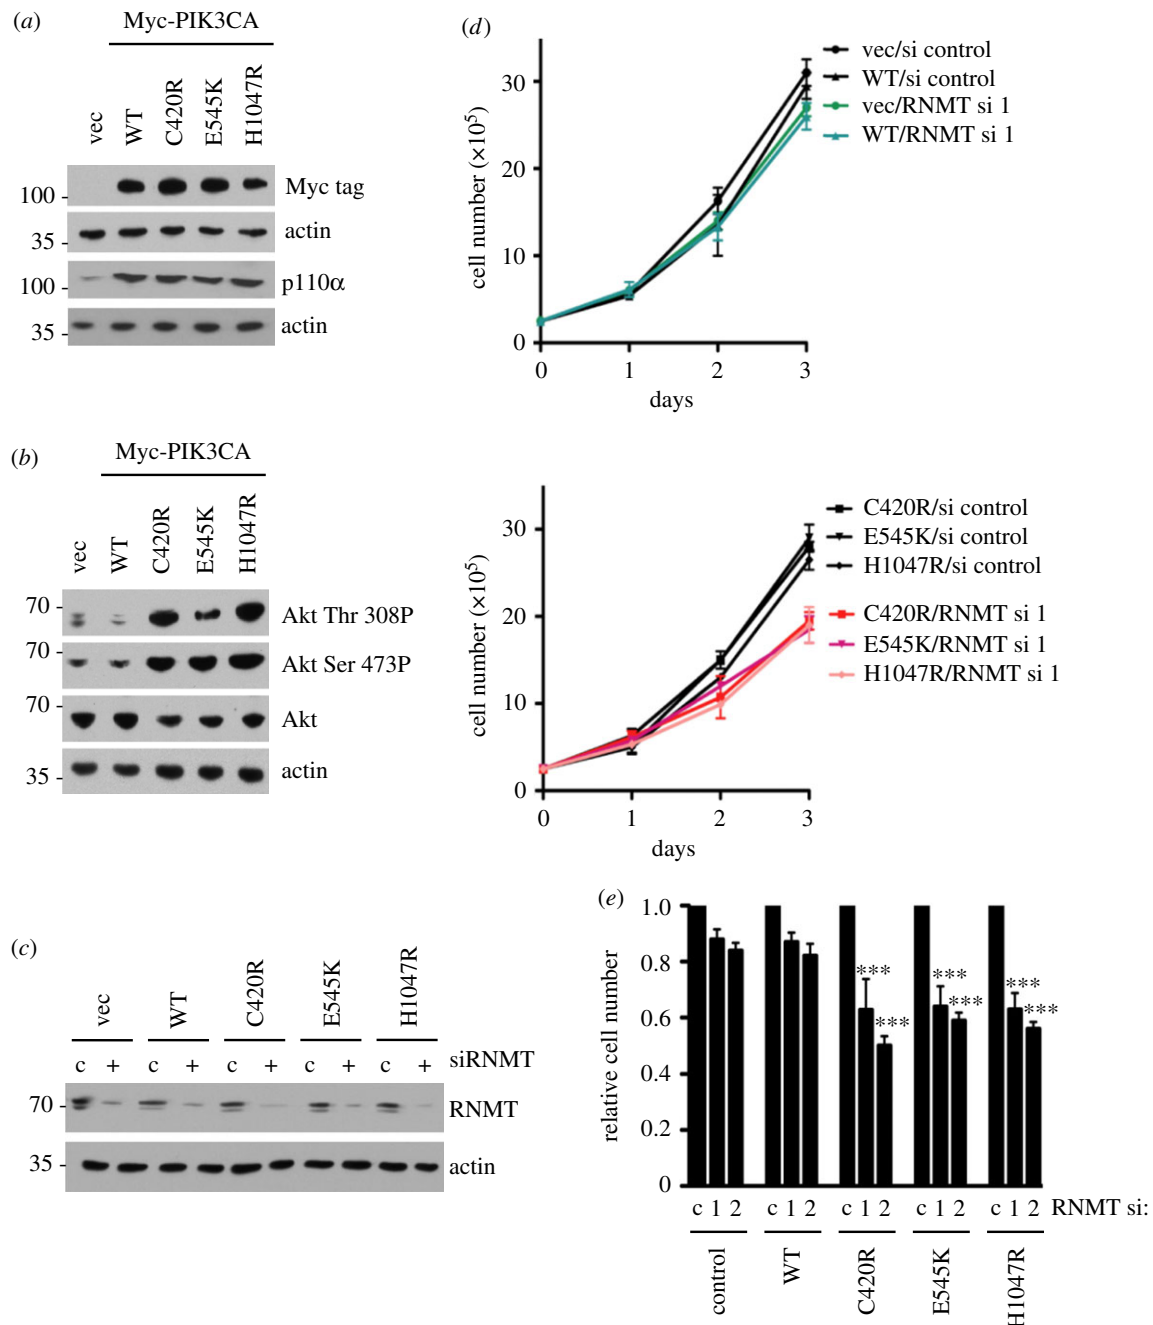 (a)
Myc-PIK3CA
vec WT C420R E545K H1047R
100 Myc tag
35 actin
100 p110α
35 actin
(b)
Myc-PIK3CA
vec WT C420R E545K H1047R
70 Akt Thr 308P
70 Akt Ser 473P
70 Akt
35 actin
(c)
vec WT C420R E545K H1047R
c + c + c + c + c + siRNMT
70 RNMT
35 actin
(d)
cell number (×10⁵)
30
20
10
0
0 1 2 3
days
vec/si control
WT/si control
vec/RNMT si 1
WT/RNMT si 1
cell number (×10⁵)
30
20
10
0
0 1 2 3
days
C420R/si control
E545K/si control
H1047R/si control
C420R/RNMT si 1
E545K/RNMT si 1
H1047R/RNMT si 1
(e)
relative cell number
1.0
0.8
0.6
0.4
0.2
0
*** *** *** *** *** ***
c 1 2 c 1 2 c 1 2 c 1 2 c 1 2 RNMT si:
control WT C420R E545K H1047R